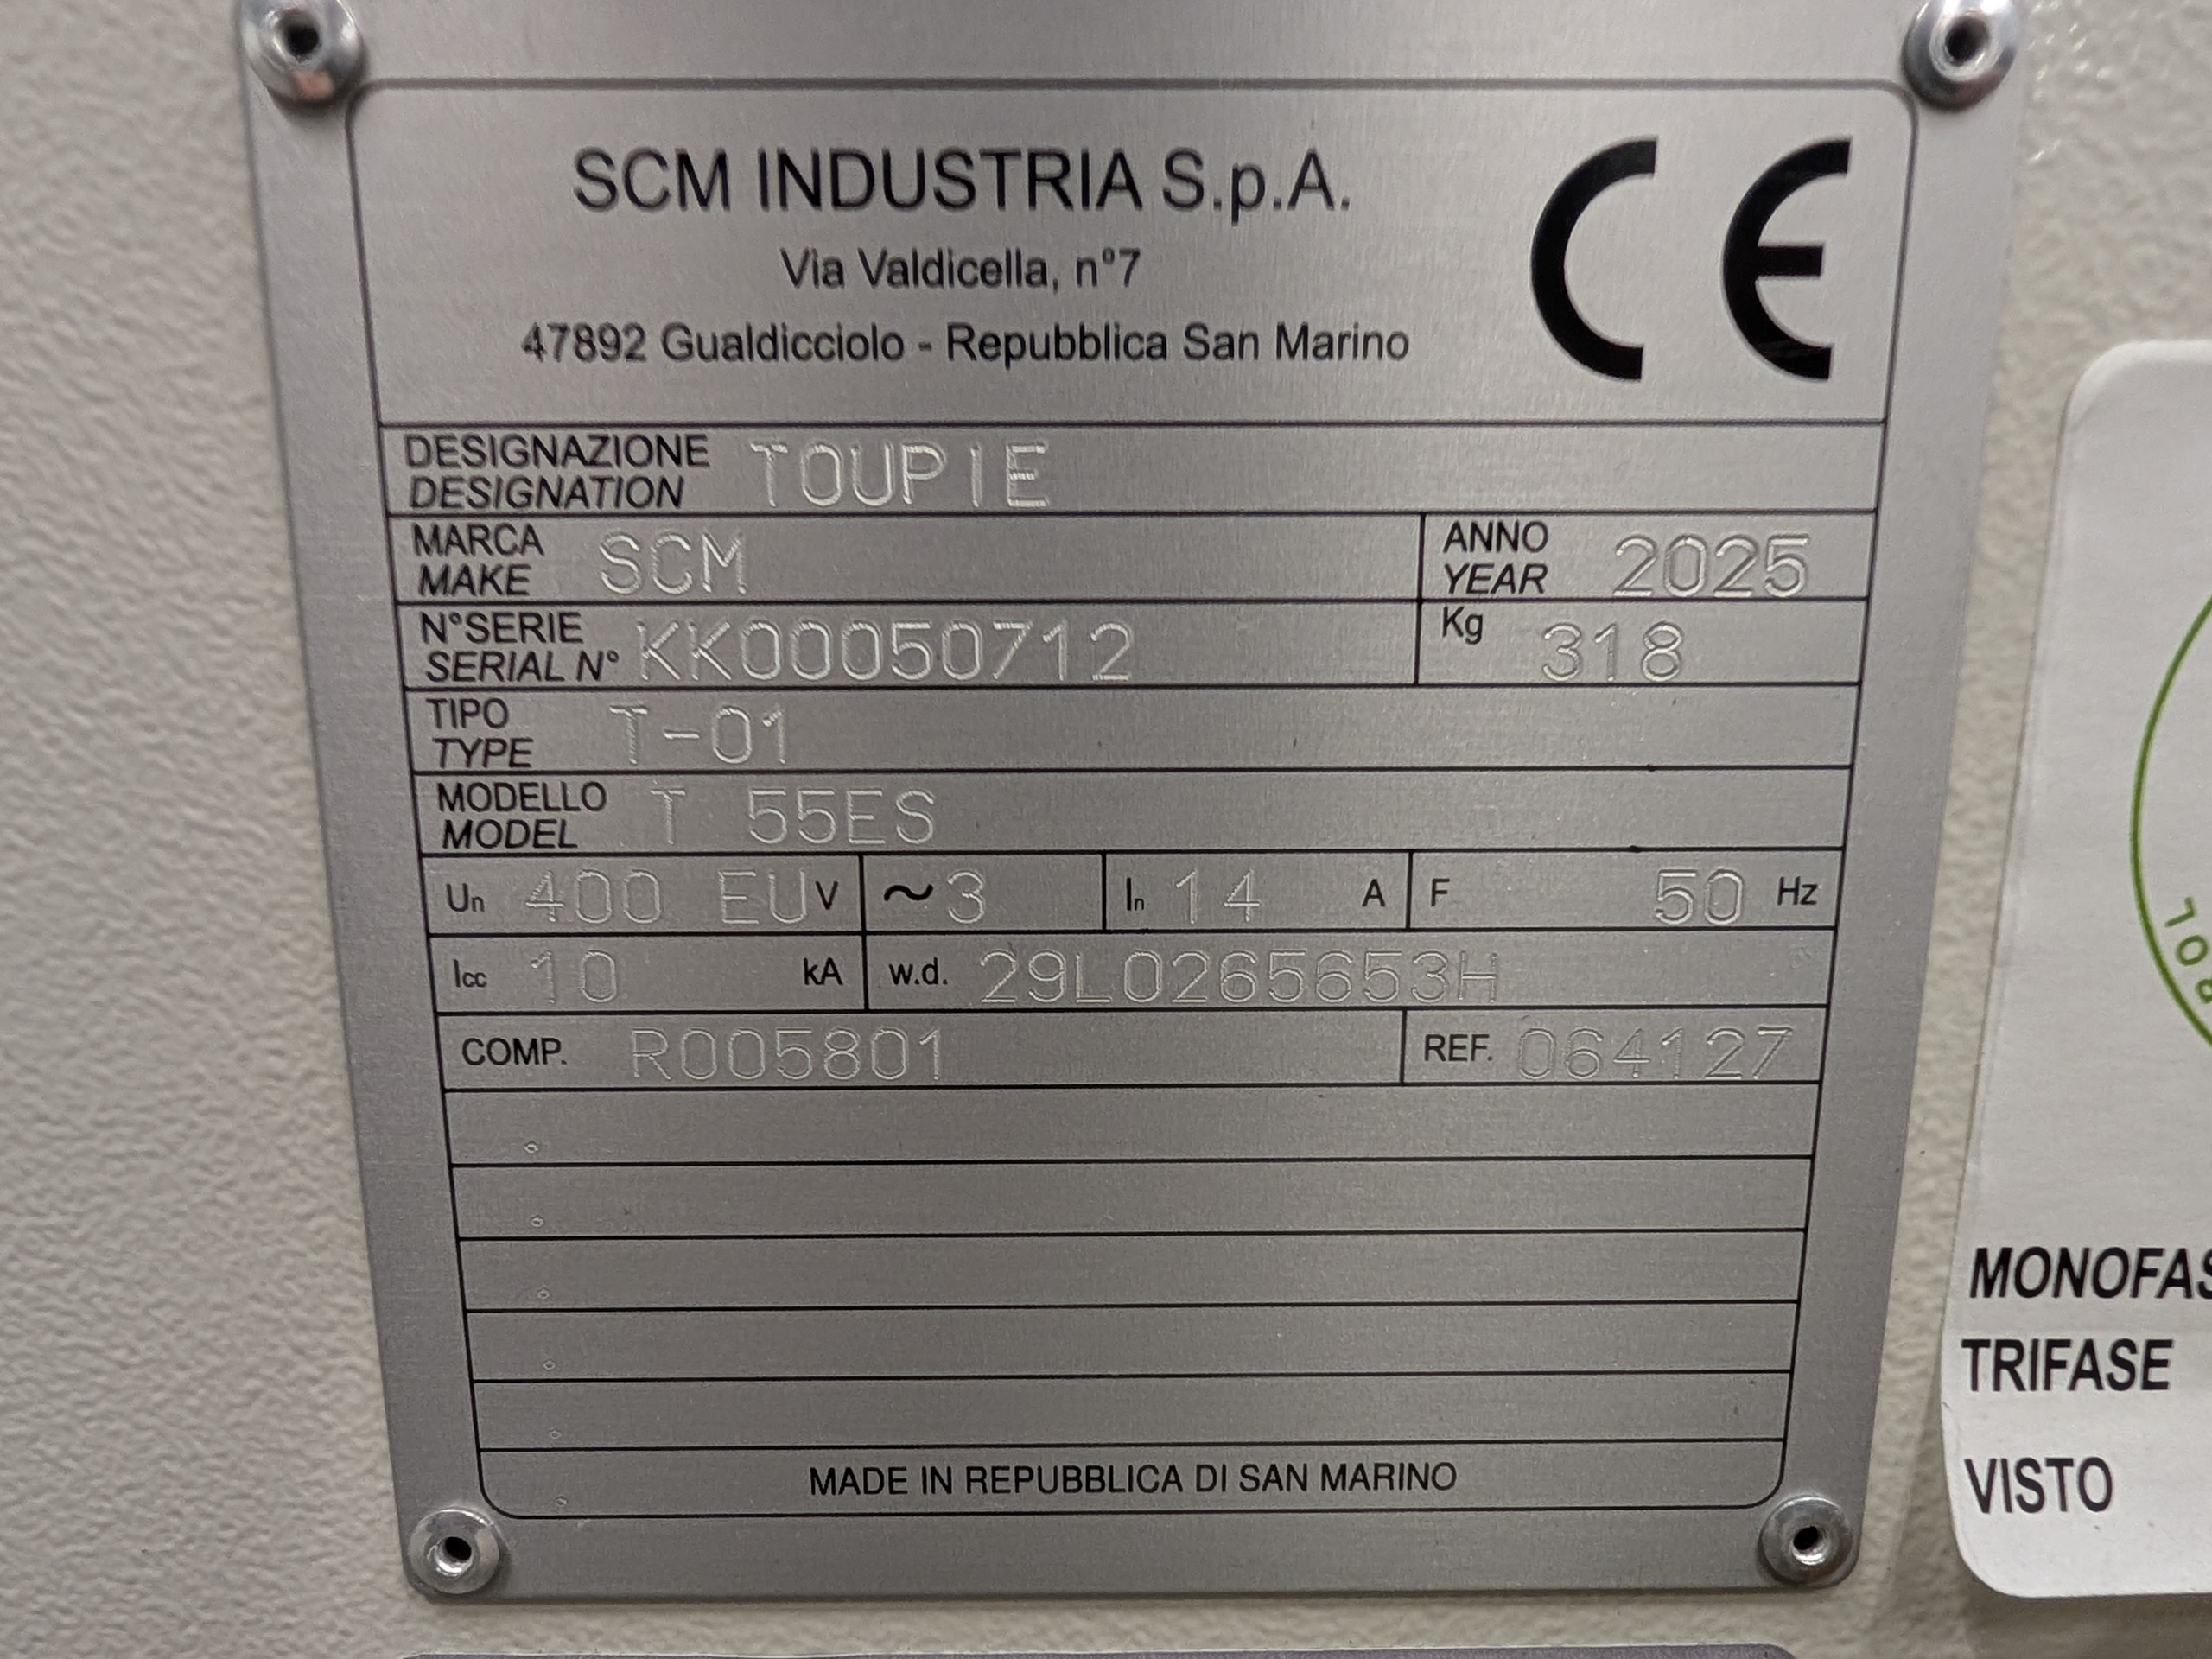 SCM INDUSTRIA S.p.A.
Via Valdicella, n°7
47892 Gualdicciolo - Repubblica San Marino
CE
DESIGNAZIONE
DESIGNATION TOUPIE
MARCA
MAKE SCM
ANNO
YEAR 2025
N°SERIE
SERIAL N° KK00050712
Kg 318
TIPO
TYPE T-01
MODELLO
MODEL T 55ES
Un 400 EU V ~3 In 14 A F 50 Hz
Icc 10 kA w.d. 29L0265653H
COMP. R005801 REF. 064127
MADE IN REPUBBLICA DI SAN MARINO
TRIFASE
VISTO